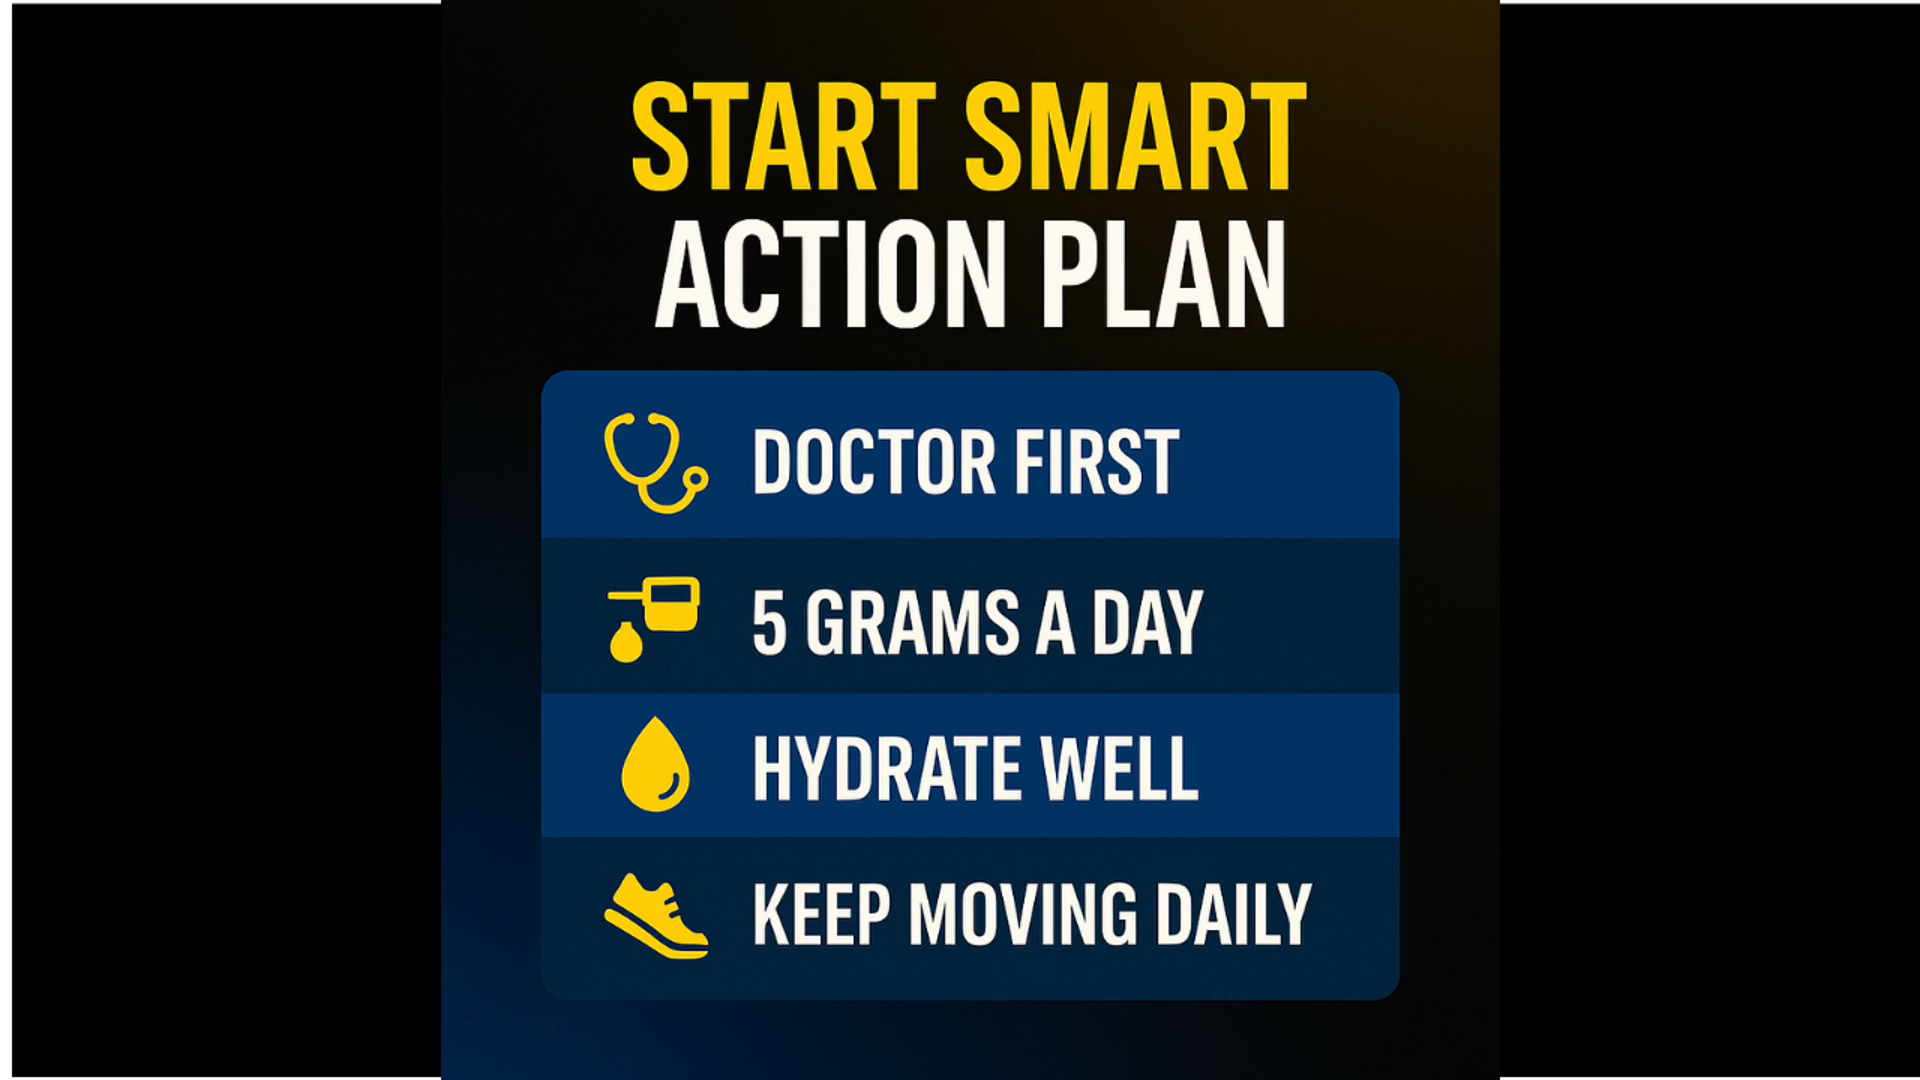 START SMART
ACTION PLAN
DOCTOR FIRST
5 GRAMS A DAY
HYDRATE WELL
KEEP MOVING DAILY